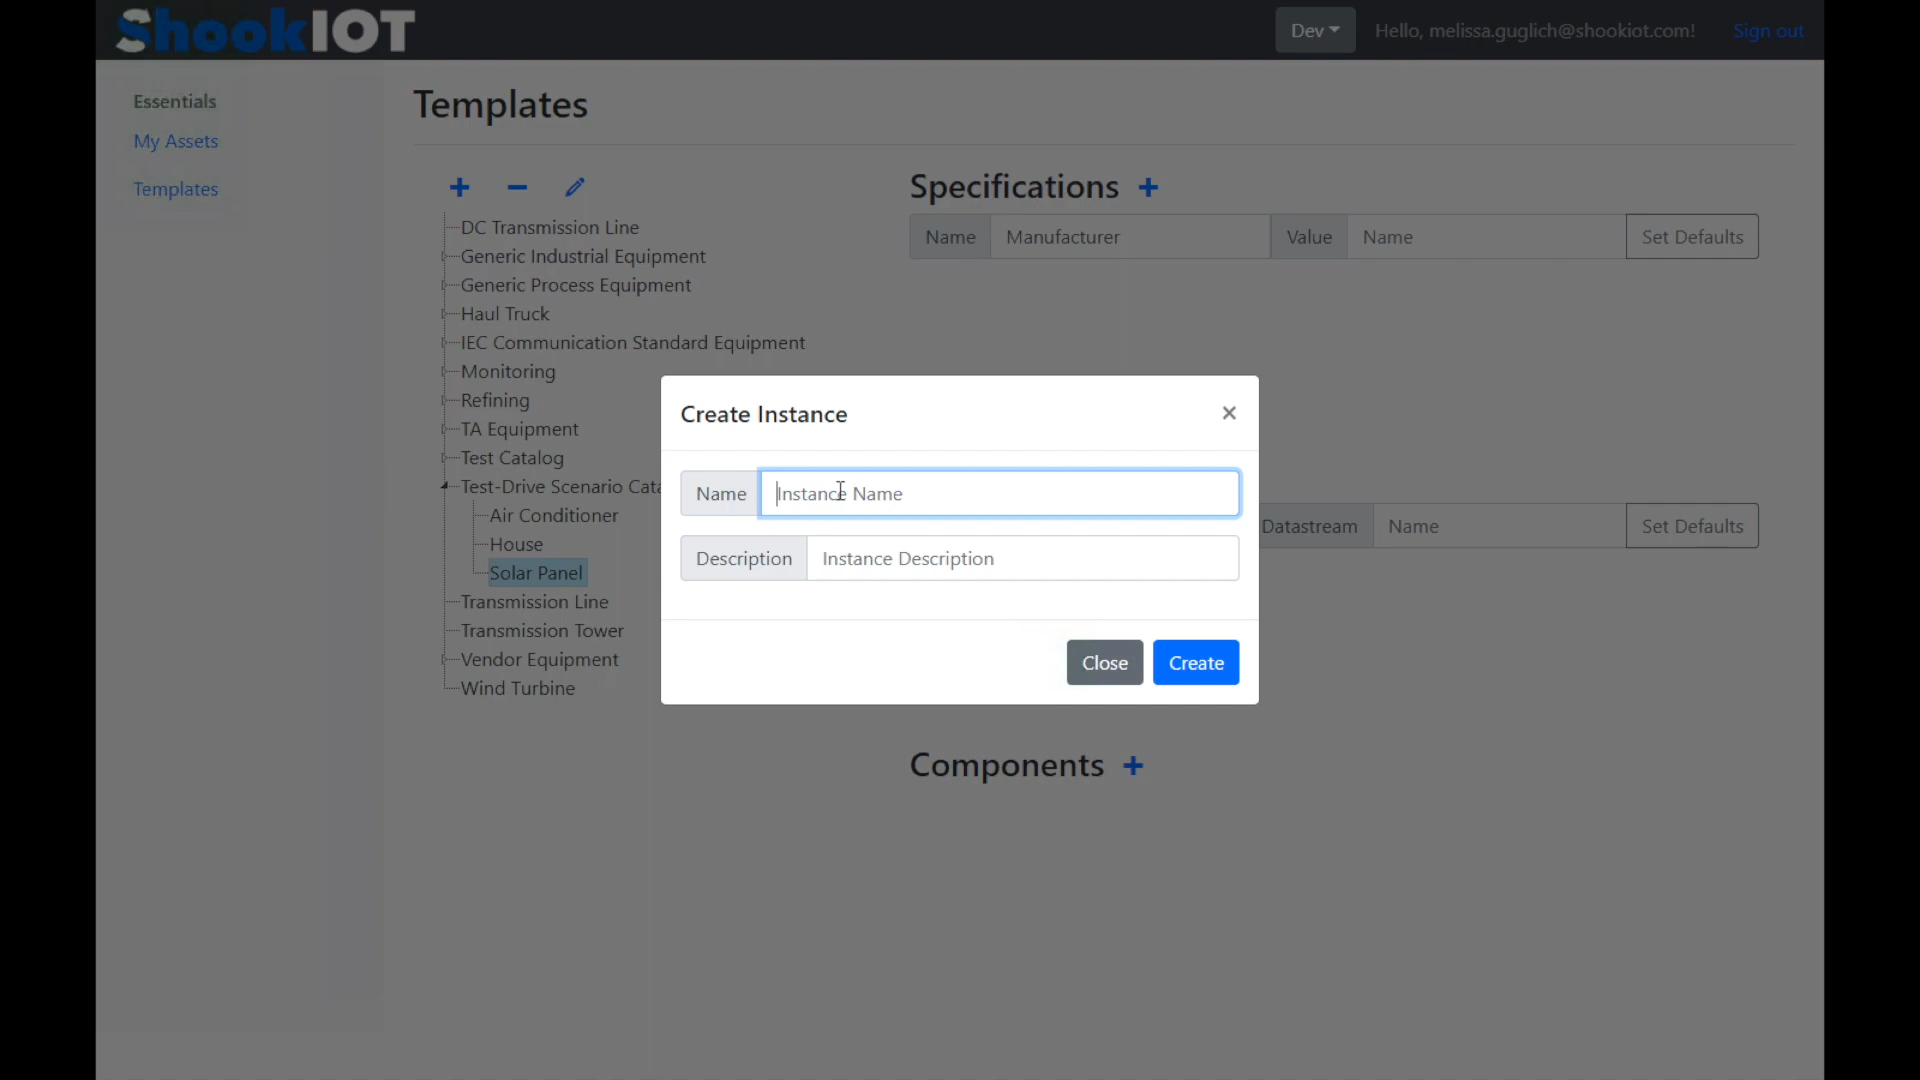 ShookIOT
Dev
Hello, melissa.guglich@shookiot.com!
Sign out
Essentials
My Assets
Templates
Templates
DC Transmission Line
Generic Industrial Equipment
Generic Process Equipment
Haul Truck
IEC Communication Standard Equipment
Monitoring
Refining
TA Equipment
Test Catalog
Test-Drive Scenario Cata
Air Conditioner
House
Solar Panel
Transmission Line
Transmission Tower
Vendor Equipment
Wind Turbine
Specifications
Name Manufacturer Value Name Set Defaults
Create Instance
Name Instance Name
Description Instance Description
Close Create
Datastream Name Set Defaults
Components